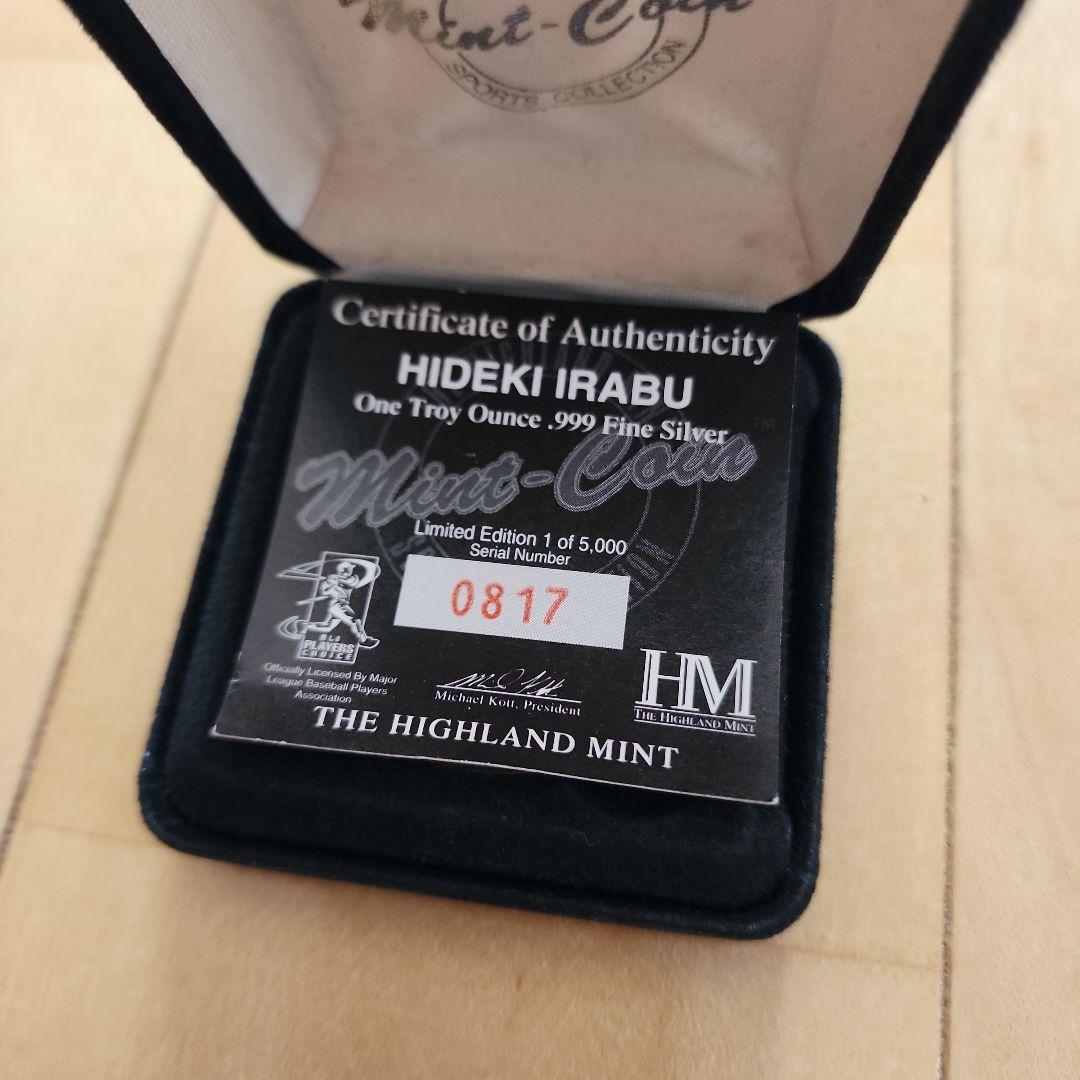 Mint-Coin
SPORTS COLLECTION
Certificate of Authenticity
HIDEKI IRABU
One Troy Ounce .999 Fine Silver
Mint-Coin
TM
Limited Edition 1 of 5,000
Serial Number
0817
MLB
PLAYERS
CHOICE
Officially Licensed By Major
League Baseball Players
Association
Michael Kott, President
HM
THE HIGHLAND MINT
THE HIGHLAND MINT